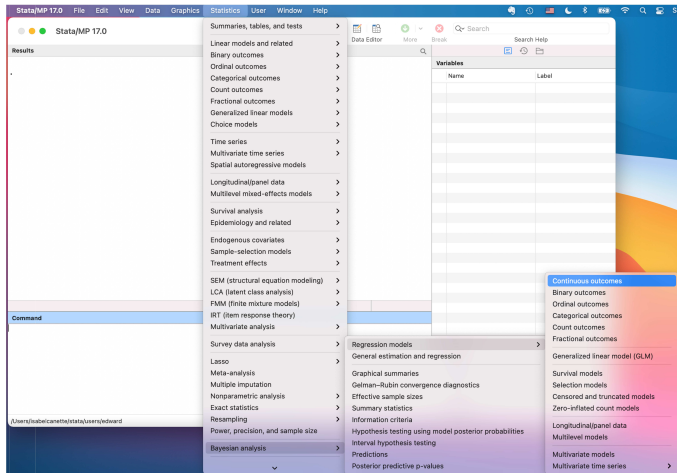 Stata/MP 17.0 File Edit View Data Graphics Statistics User Window Help
Stata/MP 17.0
Search
Data Editor More Break Search Help
Results
.
Variables
Name Label
Summaries, tables, and tests
Linear models and related
Binary outcomes
Ordinal outcomes
Categorical outcomes
Count outcomes
Fractional outcomes
Generalized linear models
Choice models
Time series
Multivariate time series
Spatial autoregressive models
Longitudinal/panel data
Multilevel mixed-effects models
Survival analysis
Epidemiology and related
Endogenous covariates
Sample-selection models
Treatment effects
SEM (structural equation modeling)
LCA (latent class analysis)
FMM (finite mixture models)
IRT (item response theory)
Multivariate analysis
Survey data analysis
Lasso
Meta-analysis
Multiple imputation
Nonparametric analysis
Exact statistics
Resampling
Power, precision, and sample size
Bayesian analysis
Command
/Users/isabelcanette/stata/users/edward
Regression models
General estimation and regression
Graphical summaries
Gelman–Rubin convergence diagnostics
Effective sample sizes
Summary statistics
Information criteria
Hypothesis testing using model posterior probabilities
Interval hypothesis testing
Predictions
Posterior predictive p-values
Continuous outcomes
Binary outcomes
Ordinal outcomes
Categorical outcomes
Count outcomes
Fractional outcomes
Generalized linear model (GLM)
Survival models
Selection models
Censored and truncated models
Zero-inflated count models
Longitudinal/panel data
Multilevel models
Multivariate models
Multivariate time series